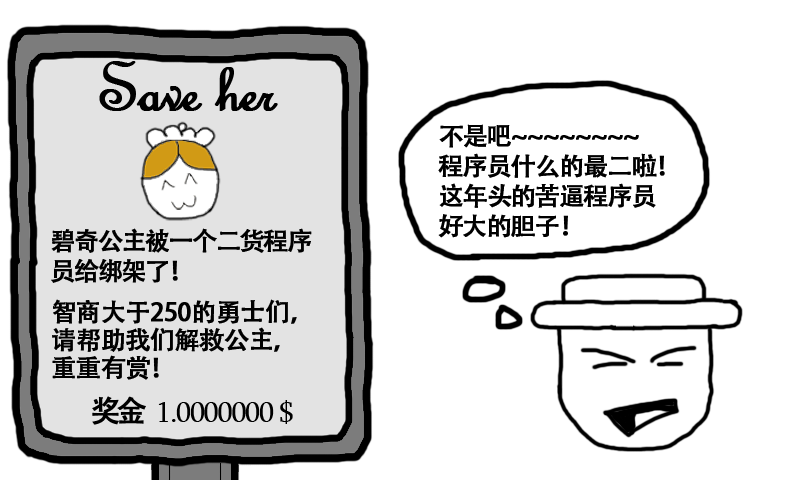 Save her
碧奇公主被一个二货程序
员给绑架了!
智商大于250的勇士们,
请帮助我们解救公主,
重重有赏!
奖金 1.0000000 $
不是吧~~~~~~~~
程序员什么的最二啦!
这年头的苦逼程序员
好大的胆子!